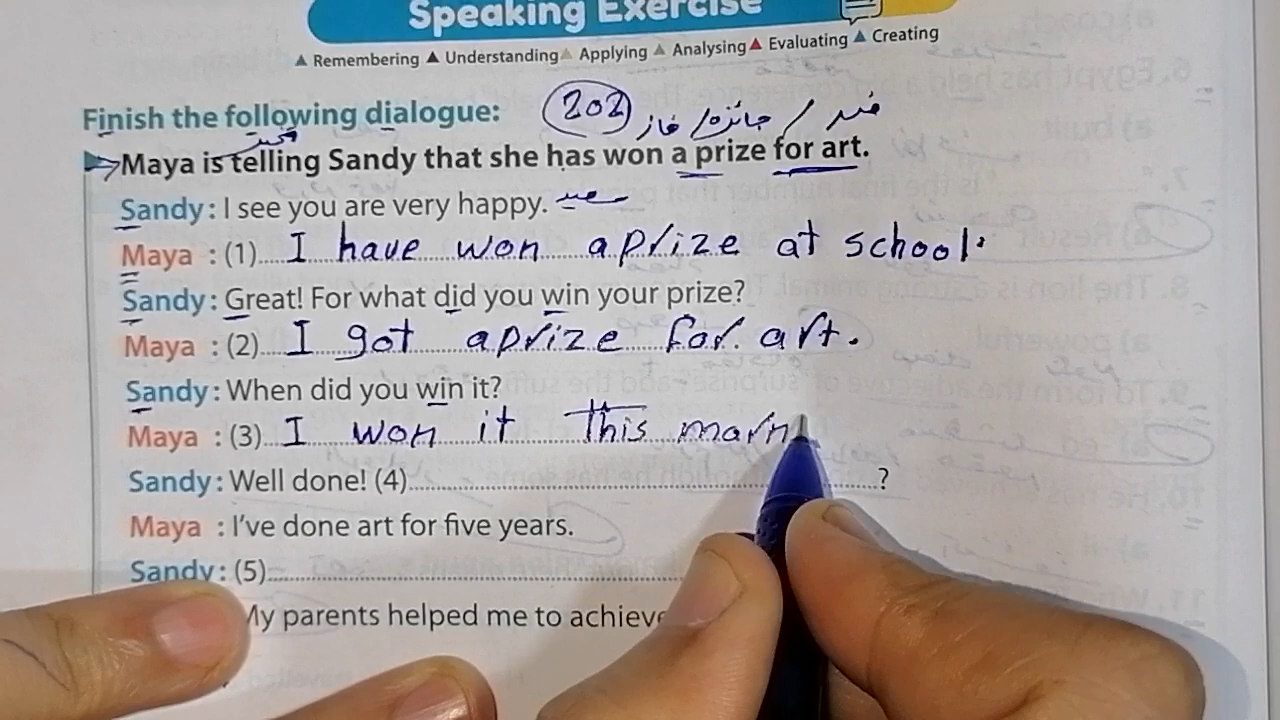 Speaking Exercise
▲ Remembering ▲ Understanding ▲ Applying ▲ Analysing ▲ Evaluating ▲ Creating
Finish the following dialogue: 202 فاز / جائزة /
Maya is telling Sandy that she has won a prize for art.
Sandy: I see you are very happy.
Maya : (1) I have won a prize at school.
Sandy: Great! For what did you win your prize?
Maya : (2) I got a prize for art.
Sandy: When did you win it?
Maya : (3) I won it This marn
Sandy: Well done! (4)..............................?
Maya : I've done art for five years.
Sandy: (5)..............................
My parents helped me to achieve